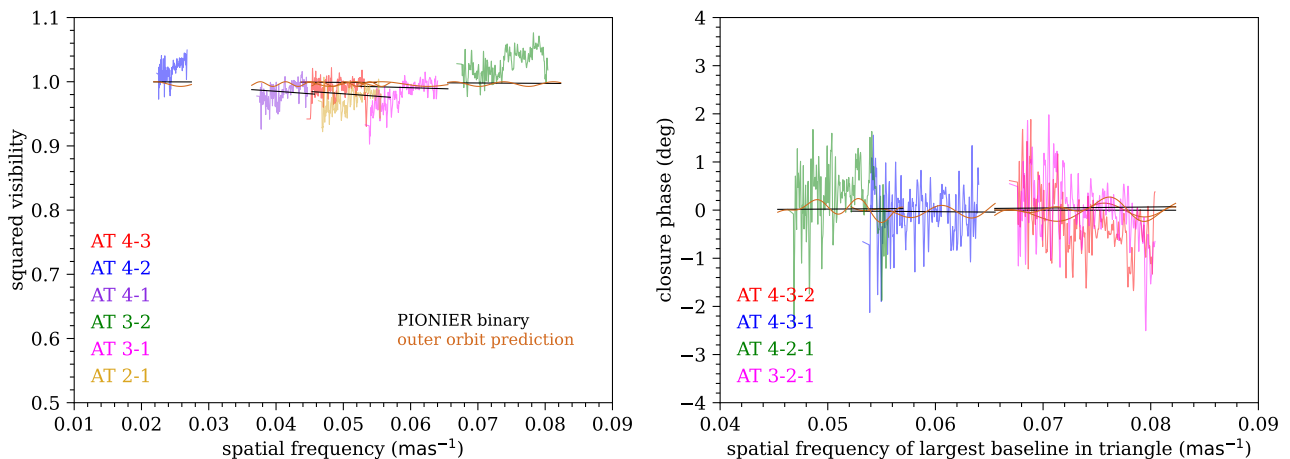 1.1
1.0
0.9
0.8
0.7
0.6
0.5
squared visibility
AT 4-3
AT 4-2
AT 4-1
AT 3-2
AT 3-1
AT 2-1
PIONIER binary
outer orbit prediction
0.01 0.02 0.03 0.04 0.05 0.06 0.07 0.08 0.09
spatial frequency (mas⁻¹)
4
3
2
1
0
−1
−2
−3
−4
closure phase (deg)
AT 4-3-2
AT 4-3-1
AT 4-2-1
AT 3-2-1
0.04 0.05 0.06 0.07 0.08 0.09
spatial frequency of largest baseline in triangle (mas⁻¹)